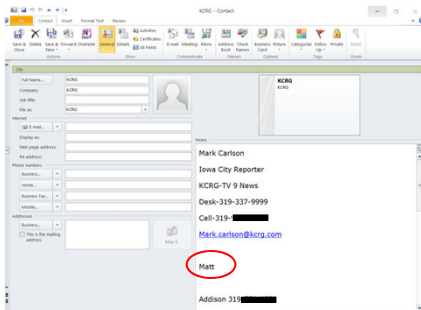 KCRG - Contact
File
Contact
Insert
Format Text
Review
Save & Close
Delete
Save & New
Forward
OneNote
General
Details
Activities
Certificates
All Fields
E-mail
Meeting
More
Address Book
Check Names
Business Card
Picture
Categorize
Follow Up
Private
Zoom
Actions
Show
Communicate
Names
Options
Tags
Zoom
City
Full Name...
KCRG
Company:
KCRG
Job title:
File as:
KCRG
Internet
E-mail...
Display as:
Web page address:
IM address:
Phone numbers
Business...
Home...
Business Fax...
Mobile...
Addresses
Business...
This is the mailing address
Map It
KCRG
KCRG
Notes
Mark Carlson
Iowa City Reporter
KCRG-TV 9 News
Desk-319-337-9999
Cell-319-9
Mark.carlson@kcrg.com
Matt
Addison 319